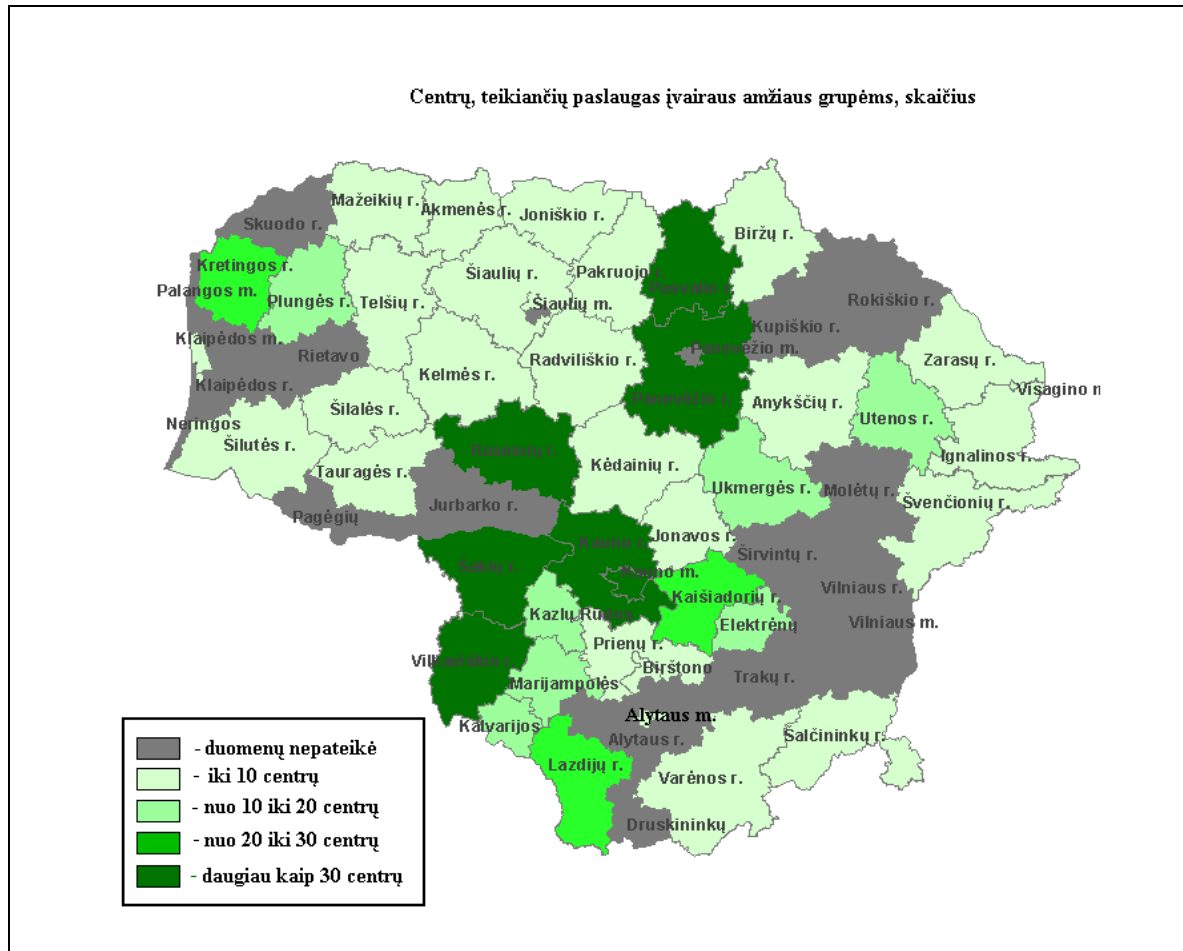 Centrų, teikiančių paslaugas įvairaus amžiaus grupėms, skaičius
Mažeikių r.
Akmenės r.
Joniškio r.
Skuodo r.
Biržų r.
Kretingos r.
Šiaulių r.
Pakruojo r.
Palangos m.
Plungės r.
Telšių r.
Šiaulių m.
Rokiškio r.
Kupiškio r.
Klaipėdos m.
Rietavo
Radviliškio r.
Panevėžio m.
Zarasų r.
Klaipėdos r.
Kelmės r.
Visagino m
Panevėžio r.
Anykščių r.
Šilalės r.
Utenos r.
Neringos
Šilutės r.
Ignalinos r.
Tauragės r.
Kėdainių r.
Ukmergės r.
Molėtų r.
Švenčionių r.
Jurbarko r.
Pagėgių
Jonavos r.
Kauno r.
Širvintų r.
Šakių r.
Kauno m.
Kaišiadorių r.
Vilniaus r.
Kazlų Rūdos
Elektrėnų
Vilniaus m.
Prienų r.
Vilkaviškio r.
Birštono
Marijampolės
Trakų r.
Alytaus m.
Kalvarijos
Alytaus r.
Šalčininkų r.
Lazdijų r.
Varėnos r.
Druskininkų
- duomenų nepateikė
- iki 10 centrų
- nuo 10 iki 20 centrų
- nuo 20 iki 30 centrų
- daugiau kaip 30 centrų